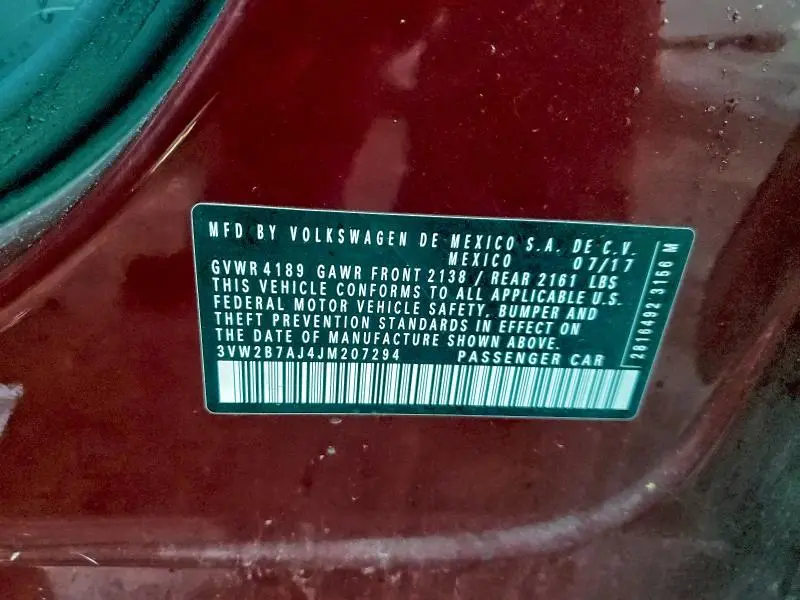 MFD BY VOLKSWAGEN DE MEXICO S.A. DE C.V.
MEXICO 07/17
GVWR 4189 GAWR FRONT 2138 / REAR 2161 LBS
THIS VEHICLE CONFORMS TO ALL APPLICABLE U.S.
FEDERAL MOTOR VEHICLE SAFETY, BUMPER AND
THEFT PREVENTION STANDARDS IN EFFECT ON
THE DATE OF MANUFACTURE SHOWN ABOVE.
3VW2B7AJ4JM207294 PASSENGER CAR
2816492 3156 M